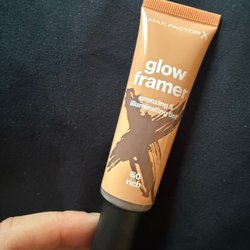 MAX FACTOR X
glow
framer
bronzing &
illuminating tint
60
rich